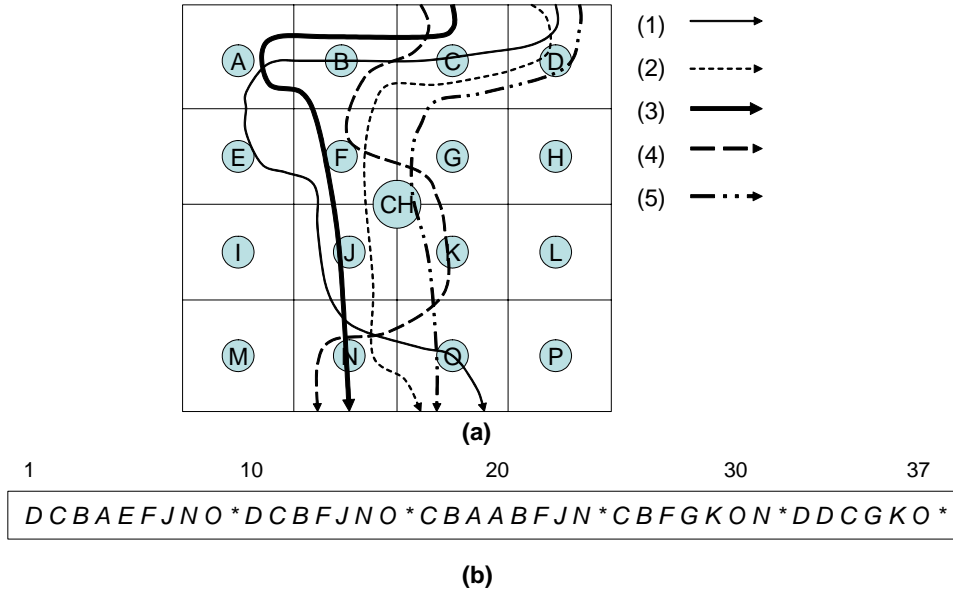 A B C D (1)
(2)
(3)
E F G H (4)
(5)
CH
I J K L
M N O P
(a)
1 10 20 30 37
D C B A E F J N O * D C B F J N O * C B A A B F J N * C B F G K O N * D D C G K O *
(b)